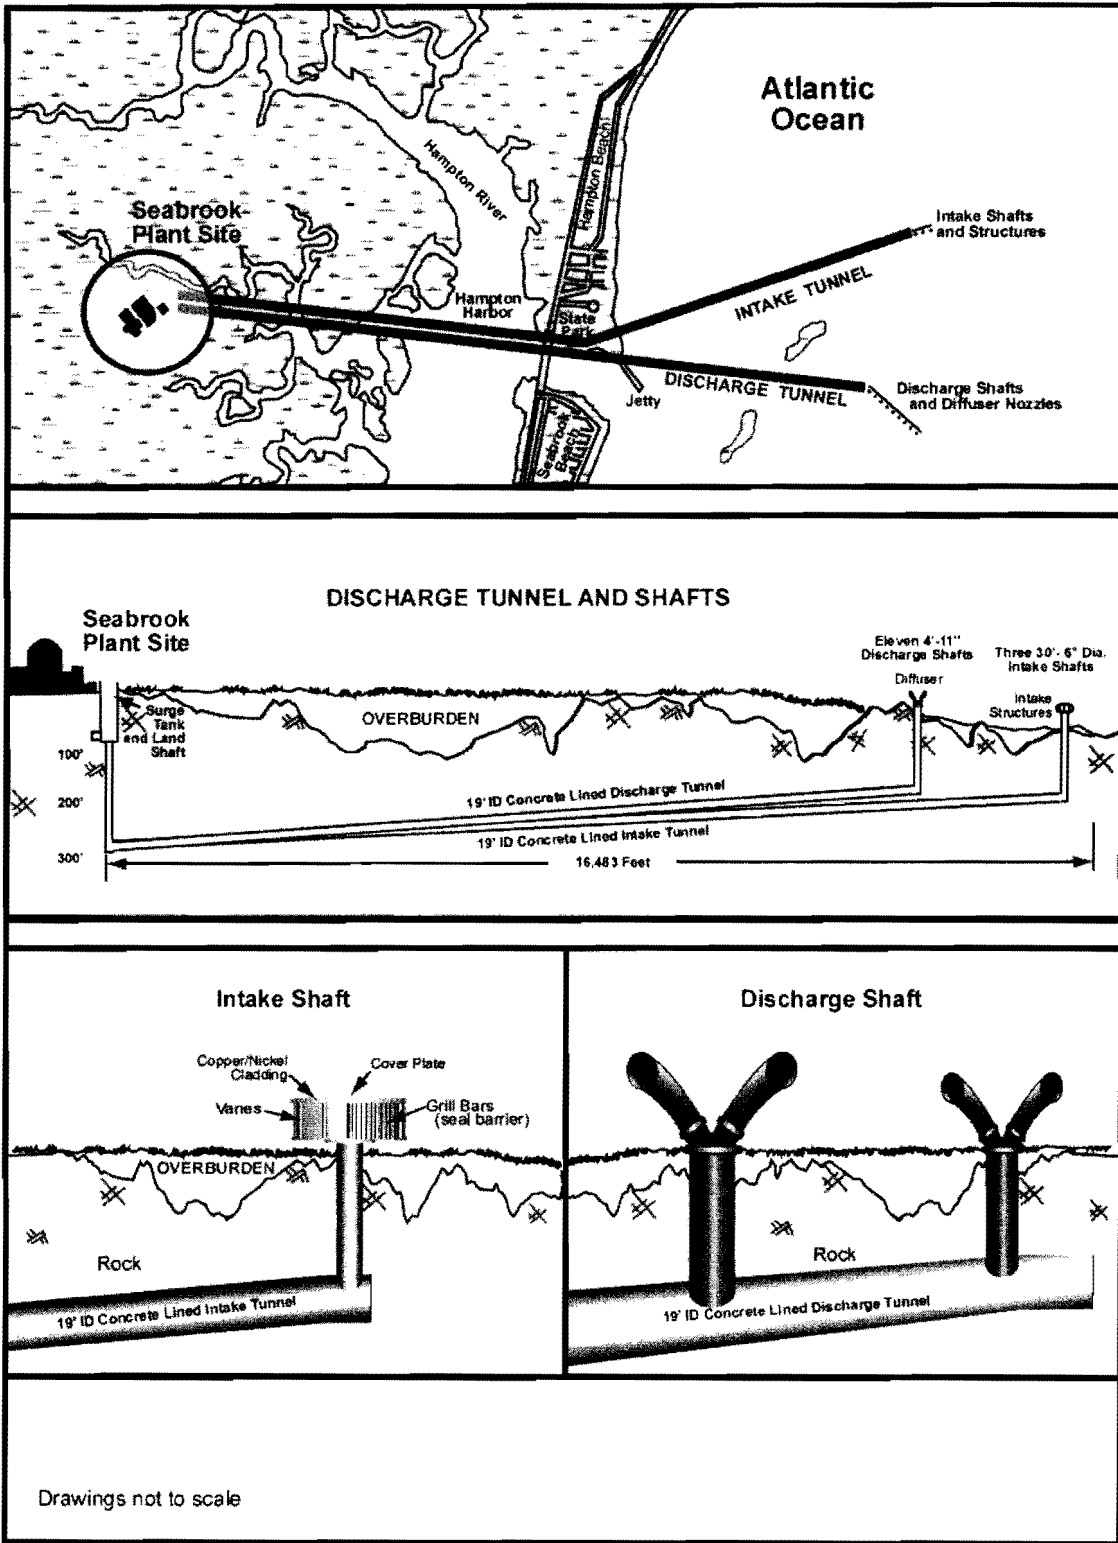 Atlantic
Ocean
Hampton Beach
Hampton River
Seabrook
Plant Site
Intake Shafts
and Structures
INTAKE TUNNEL
Hampton
Harbor
State
Park
DISCHARGE TUNNEL
Jetty
Discharge Shafts
and Diffuser Nozzles
Seabrook
Beach
DISCHARGE TUNNEL AND SHAFTS
Seabrook
Plant Site
Eleven 4'-11"
Discharge Shafts
Diffuser
Three 30'-6" Dia.
Intake Shafts
Intake
Structures
Surge
Tank
and Land
Shaft
OVERBURDEN
100'
200'
300'
19' ID Concrete Lined Discharge Tunnel
19' ID Concrete Lined Intake Tunnel
16,483 Feet
Intake Shaft
Copper/Nickel
Cladding
Cover Plate
Vanes
Grill Bars
(seal barrier)
OVERBURDEN
Rock
19' ID Concrete Lined Intake Tunnel
Discharge Shaft
Rock
19' ID Concrete Lined Discharge Tunnel
Drawings not to scale